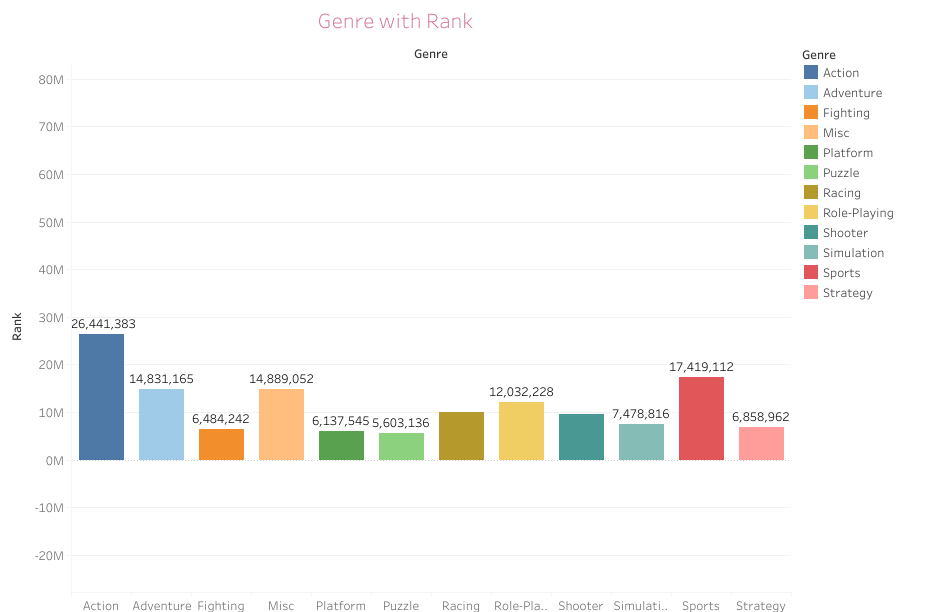 Genre with Rank
Genre
Genre
Action
Adventure
Fighting
Misc
Platform
Puzzle
Racing
Role-Playing
Shooter
Simulation
Sports
Strategy
80M
70M
60M
50M
40M
30M
20M
10M
0M
-10M
-20M
Rank
26,441,383
14,831,165
6,484,242
14,889,052
6,137,545
5,603,136
12,032,228
7,478,816
17,419,112
6,858,962
Action
Adventure
Fighting
Misc
Platform
Puzzle
Racing
Role-Pla..
Shooter
Simulati..
Sports
Strategy